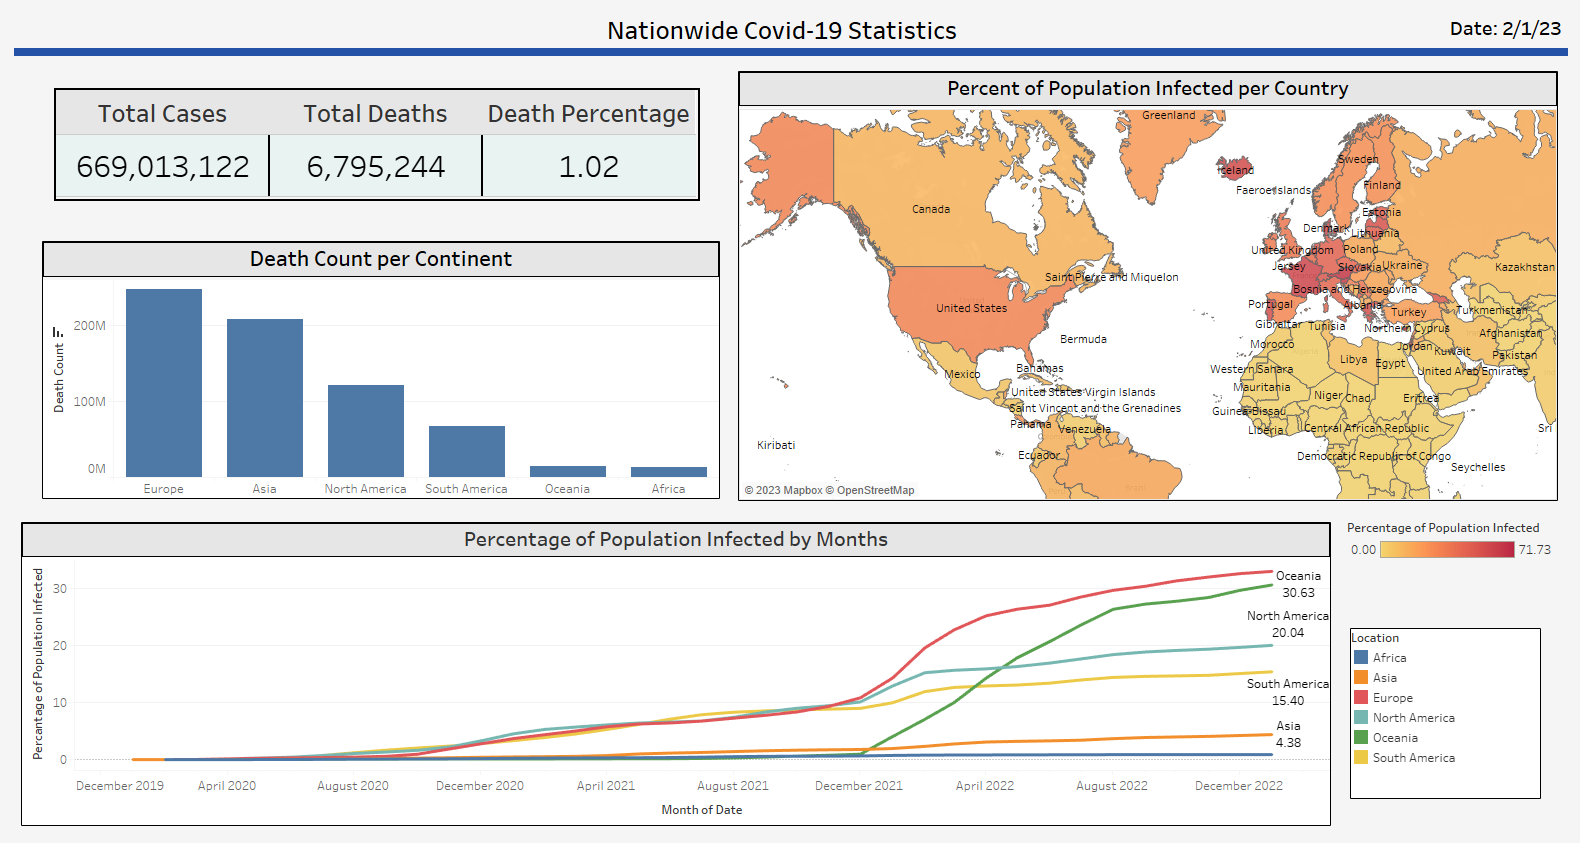 Nationwide Covid-19 Statistics
Date: 2/1/23
Total Cases Total Deaths Death Percentage
669,013,122 6,795,244 1.02
Death Count per Continent
Death Count
200M
100M
0M
Europe Asia North America South America Oceania Africa
Percent of Population Infected per Country
Greenland
Iceland
Sweden
Faeroe Islands
Finland
Canada
Estonia
Denmark
Lithuania
United Kingdom
Poland
Jersey
Slovakia
Ukraine
Kazakhstan
Saint Pierre and Miquelon
Bosnia and Herzegovina
United States
Portugal
Albania
Turkey
Turkmenistan
Gibraltar
Tunisia
Northern Cyprus
Afghanistan
Bermuda
Morocco
Jordan
Kuwait
Pakistan
Libya
Egypt
Bahamas
Mexico
Western Sahara
United Arab Emirates
Mauritania
United States Virgin Islands
Niger
Chad
Eritrea
Saint Vincent and the Grenadines
Guinea-Bissau
Panama
Venezuela
Liberia
Central African Republic
Sri
Kiribati
Ecuador
Democratic Republic of Congo
Seychelles
© 2023 Mapbox © OpenStreetMap
Percentage of Population Infected by Months
Percantage of Population Infected
30
20
10
0
Oceania
30.63
North America
20.04
South America
15.40
Asia
4.38
December 2019 April 2020 August 2020 December 2020 April 2021 August 2021 December 2021 April 2022 August 2022 December 2022
Month of Date
Percentage of Population Infected
0.00 71.73
Location
Africa
Asia
Europe
North America
Oceania
South America